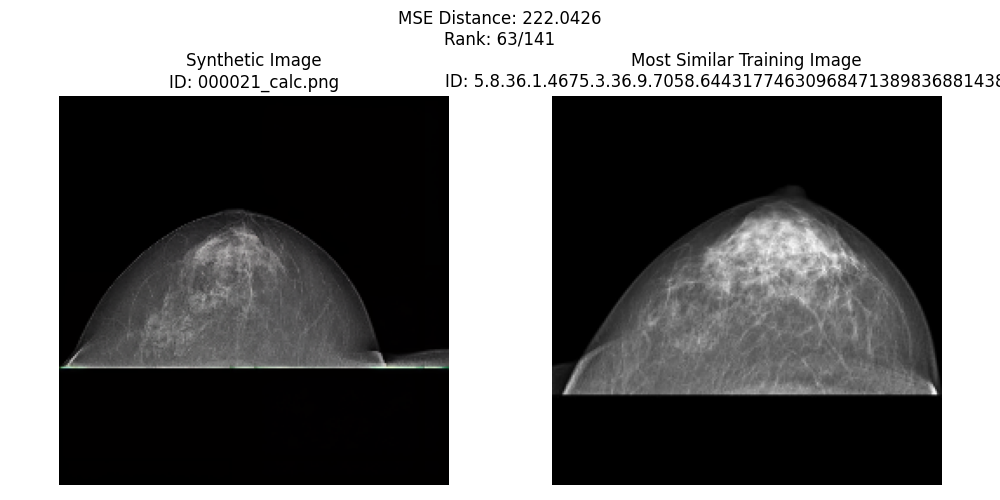 MSE Distance: 222.0426
Rank: 63/141
Synthetic Image
ID: 000021_calc.png
Most Similar Training Image
ID: 5.8.36.1.4675.3.36.9.7058.64431774630968471389836881438